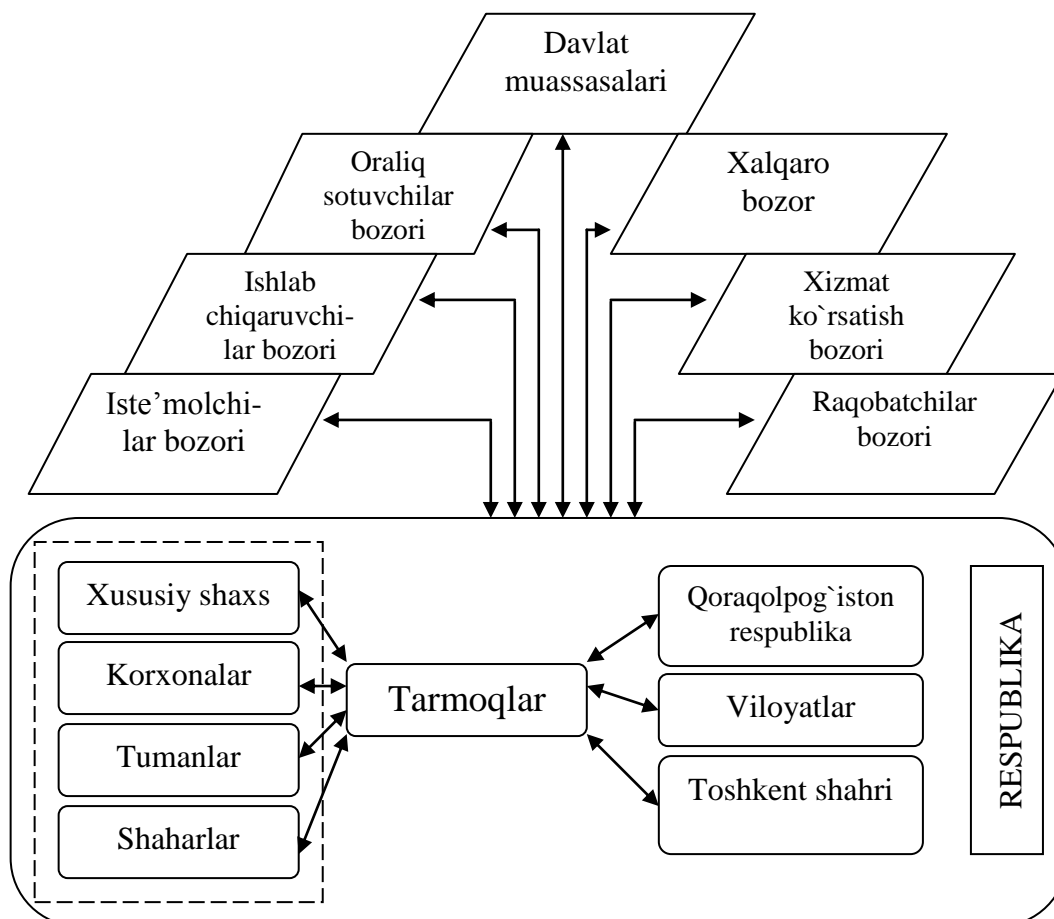 Davlat
muassasalari
Oraliq
sotuvchilar
bozori
Xalqaro
bozor
Ishlab
chiqaruvchi-
lar bozori
Xizmat
ko`rsatish
bozori
Iste’molchi-
lar bozori
Raqobatchilar
bozori
Xususiy shaxs
Korxonalar
Tumanlar
Shaharlar
Tarmoqlar
Qoraqolpog`iston
respublika
Viloyatlar
Toshkent shahri
RESPUBLIKA